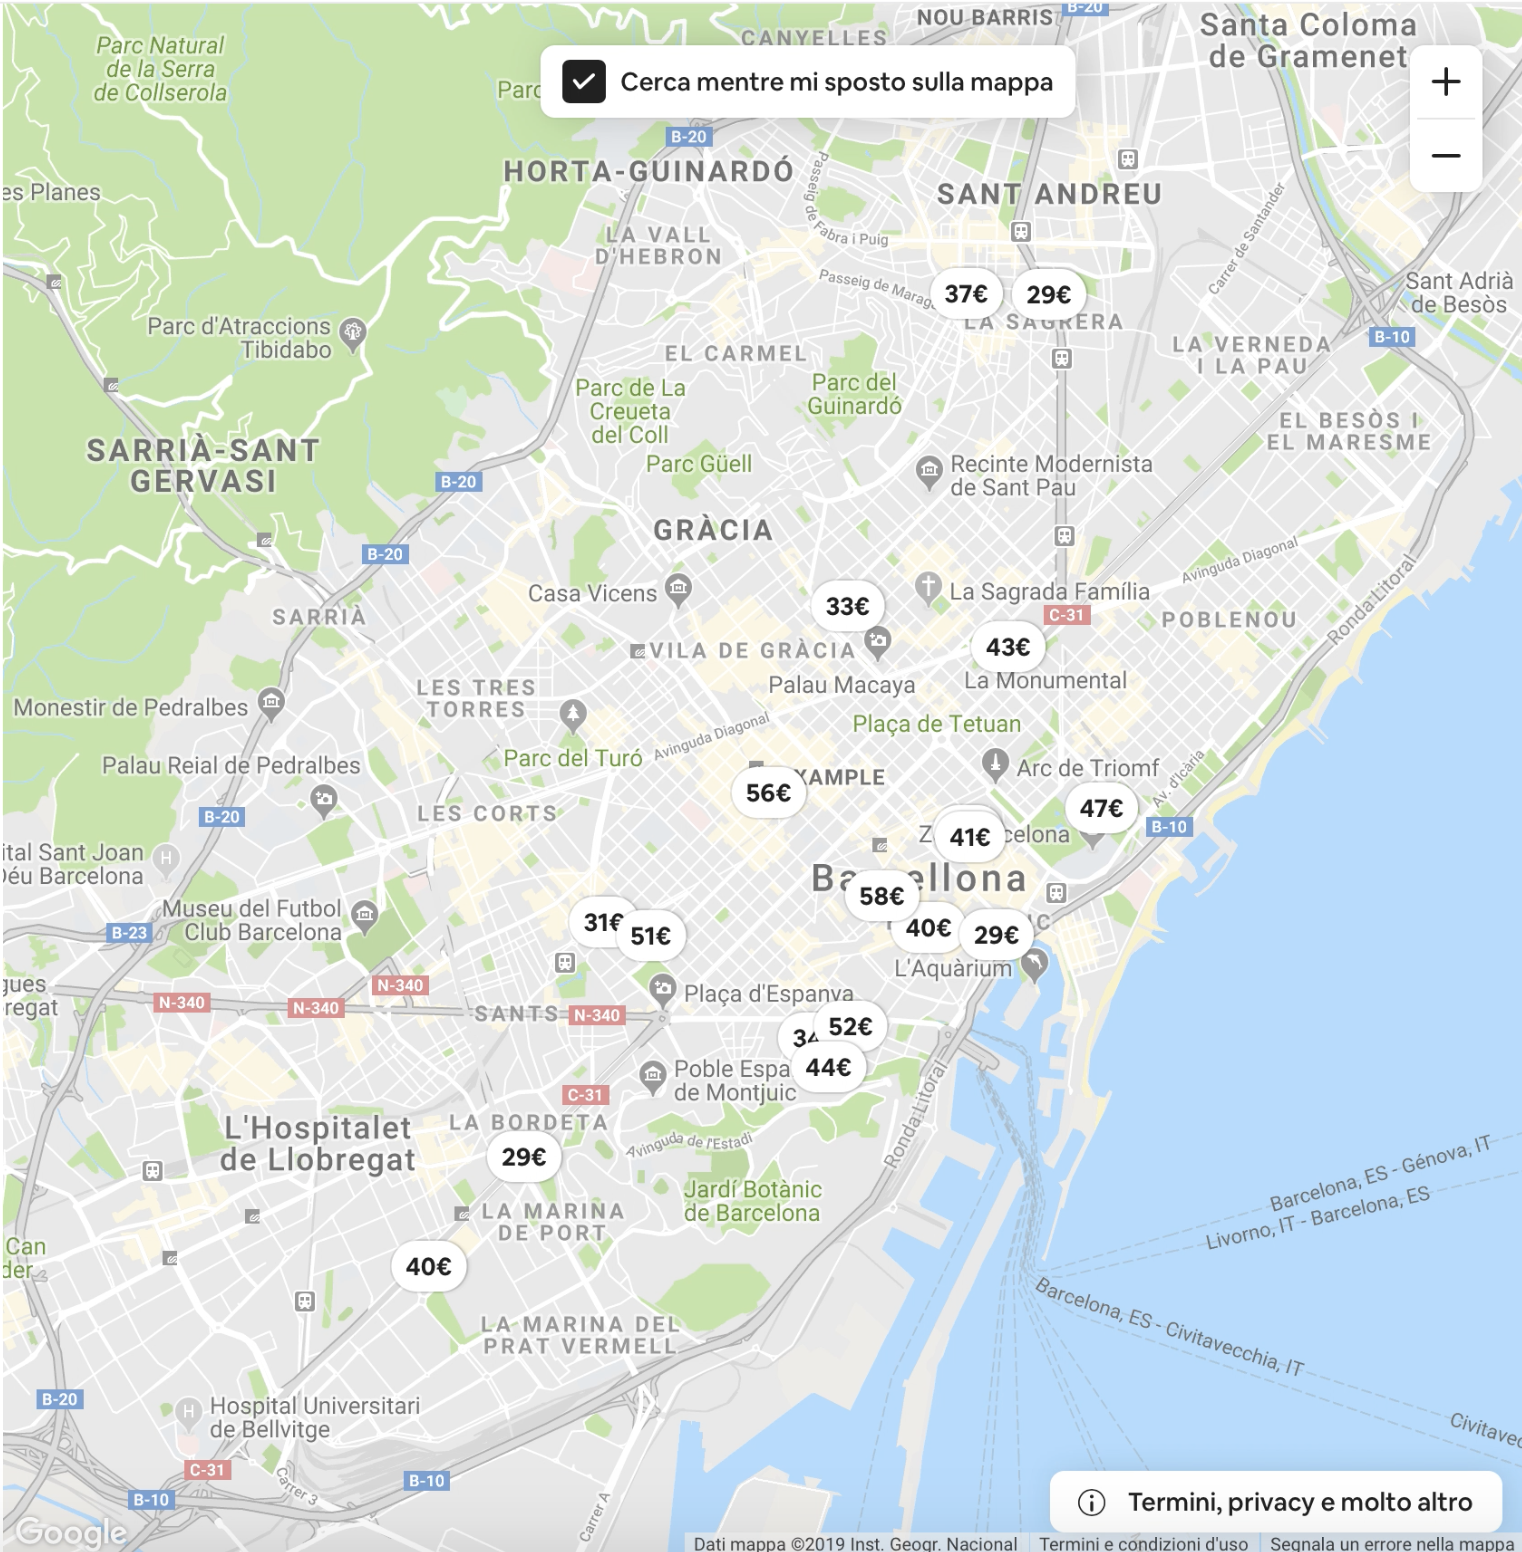 NOU BARRIS
B-20
Santa Coloma
de Gramenet
CANYELLES
Parc Natural
de la Serra
de Collserola
Parc
Cerca mentre mi sposto sulla mappa
+
−
B-20
HORTA-GUINARDÓ
Passeig de Fabra i Puig
SANT ANDREU
es Planes
LA VALL
D'HEBRON
Carrer de Santander
Passeig de Marag
37€
29€
LA SAGRERA
Sant Adrià
de Besòs
Parc d'Atraccions
Tibidabo
EL CARMEL
LA VERNEDA
I LA PAU
B-10
Parc de La
Creueta
del Coll
Parc del
Guinardó
EL BESÒS I
EL MARESME
SARRIÀ-SANT
GERVASI
Parc Güell
Recinte Modernista
de Sant Pau
B-20
GRÀCIA
B-20
Avinguda Diagonal
Ronda Litoral
Casa Vicens
33€
La Sagrada Família
C-31
SARRIÀ
POBLENOU
VILA DE GRÀCIA
43€
La Monumental
Palau Macaya
LES TRES
TORRES
Monestir de Pedralbes
Avinguda Diagonal
Plaça de Tetuan
Parc del Turó
Palau Reial de Pedralbes
Arc de Triomf
Av. d'Icària
56€
XAMPLE
47€
B-20
LES CORTS
B-10
41€
Z
celona
ital Sant Joan
Déu Barcelona
H
Ba
ellona
58€
Museu del Futbol
Club Barcelona
31€
51€
40€
29€
IC
B-23
L'Aquàrium
gues
regat
N-340
N-340
N-340
SANTS
N-340
Plaça d'Espanya
34
52€
44€
Poble Espa
de Montjuic
C-31
Ronda Litoral
L'Hospitalet
de Llobregat
LA BORDETA
Avinguda de l'Estadi
29€
Barcelona, ES - Génova, IT
Livorno, IT - Barcelona, ES
Jardí Botànic
de Barcelona
LA MARINA
DE PORT
Can
der
40€
Barcelona, ES - Civitavecchia, IT
LA MARINA DEL
PRAT VERMELL
B-20
H
Hospital Universitari
de Bellvitge
Civitavec
C-31
Carrer 3
B-10
B-10
Carrer A
Termini, privacy e molto altro
Google
Dati mappa ©2019 Inst. Geogr. Nacional
Termini e condizioni d'uso
Segnala un errore nella mappa